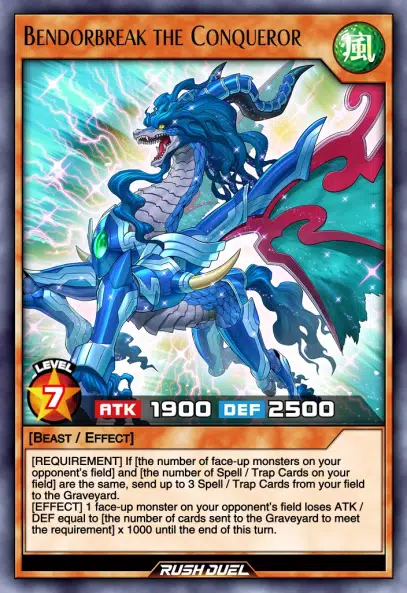 Bendorbreak the Conqueror
風
LEVEL
7
ATK 1900 DEF 2500
[Beast / Effect]
[REQUIREMENT] If [the number of face-up monsters on your
opponent's field] and [the number of Spell / Trap Cards on your
field] are the same, send up to 3 Spell / Trap Cards from your field
to the Graveyard.
[EFFECT] 1 face-up monster on your opponent's field loses ATK /
DEF equal to [the number of cards sent to the Graveyard to meet
the requirement] x 1000 until the end of this turn.
RUSH DUEL